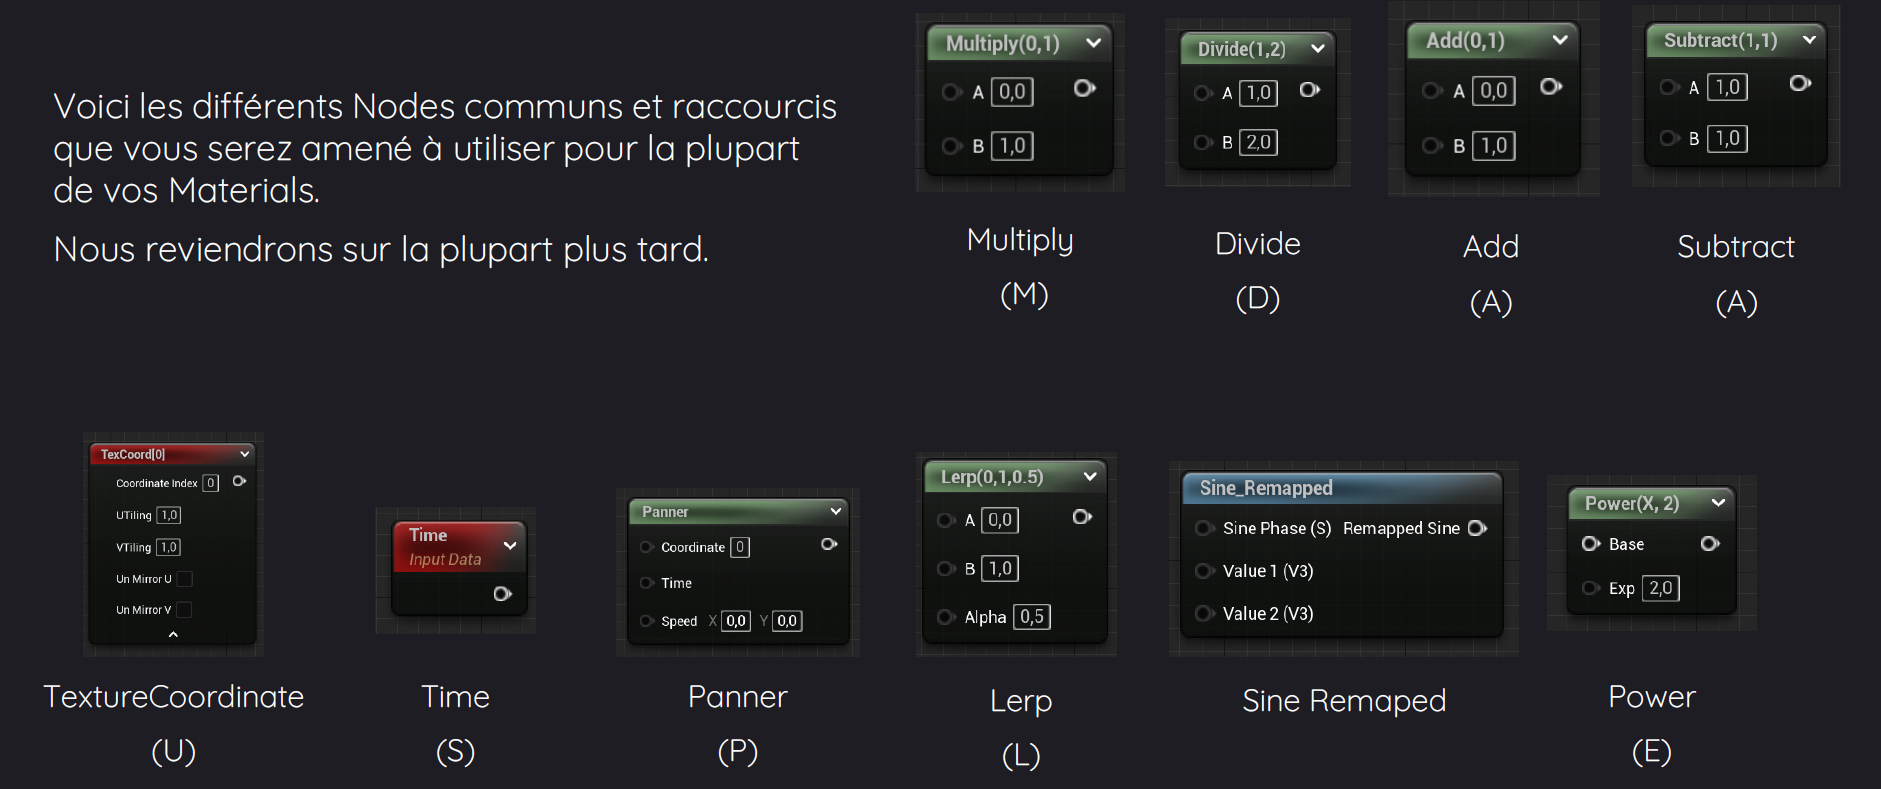 Voici les différents Nodes communs et raccourcis
que vous serez amené à utiliser pour la plupart
de vos Materials.
Nous reviendrons sur la plupart plus tard.
Multiply(0,1)
A 0,0
B 1,0
Multiply
(M)
Divide(1,2)
A 1,0
B 2,0
Divide
(D)
Add(0,1)
A 0,0
B 1,0
Add
(A)
Subtract(1,1)
A 1,0
B 1,0
Subtract
(A)
TexCoord[0]
Coordinate Index 0
UTiling 1,0
VTiling 1,0
Un Mirror U
Un Mirror V
TextureCoordinate
(U)
Time
Input Data
Time
(S)
Panner
Coordinate 0
Time
Speed X 0,0 Y 0,0
Panner
(P)
Lerp(0,1,0.5)
A 0,0
B 1,0
Alpha 0,5
Lerp
(L)
Sine_Remapped
Sine Phase (S) Remapped Sine
Value 1 (V3)
Value 2 (V3)
Sine Remaped
Power(X, 2)
Base
Exp 2,0
Power
(E)